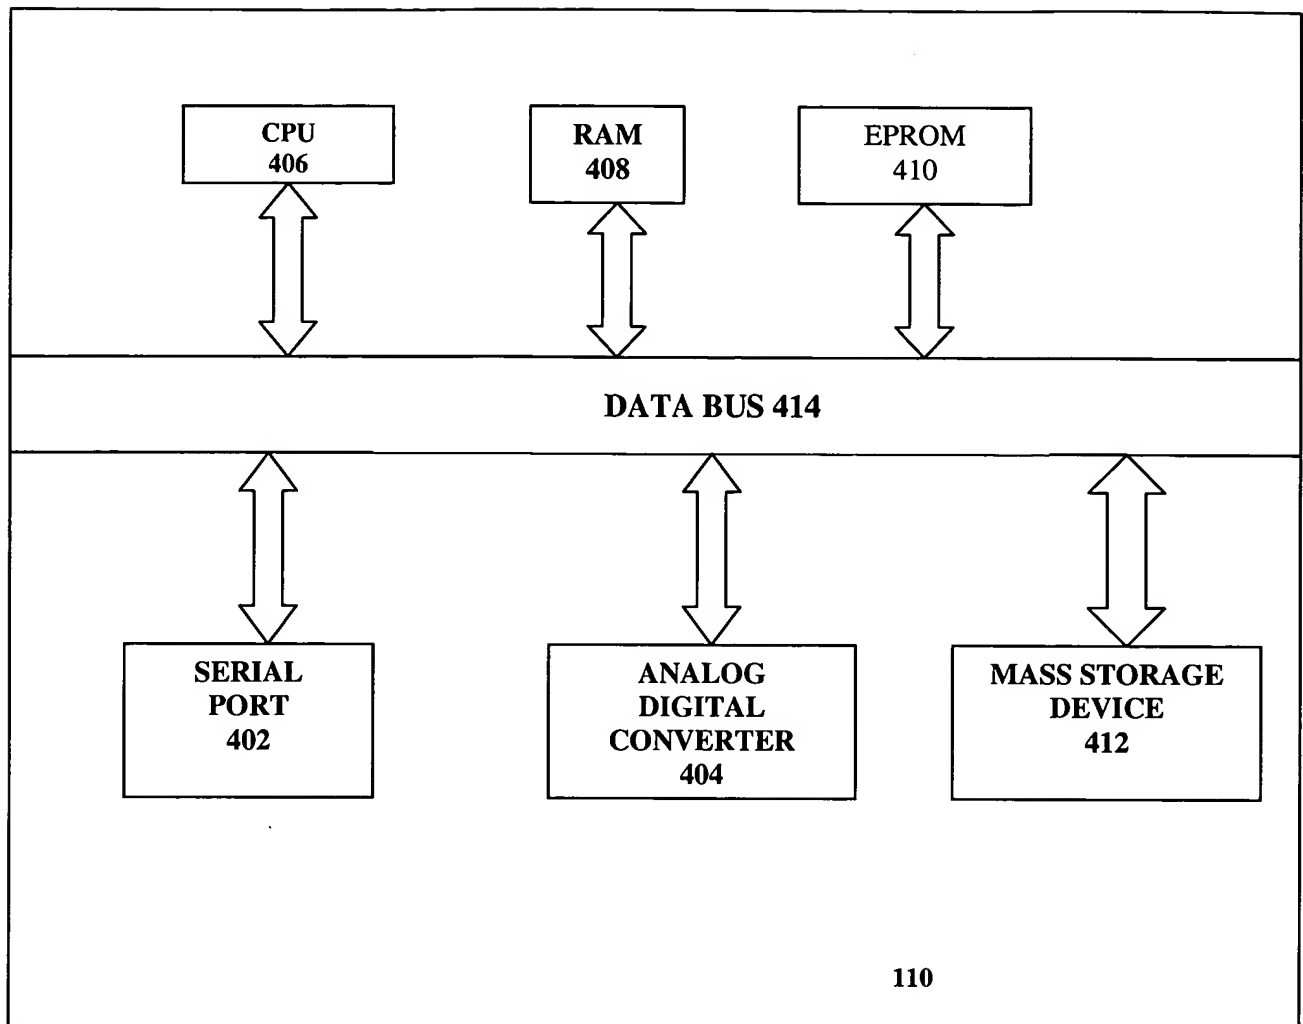 CPU
406
RAM
408
EPROM
410
DATA BUS 414
SERIAL
PORT
402
ANALOG
DIGITAL
CONVERTER
404
MASS STORAGE
DEVICE
412
110